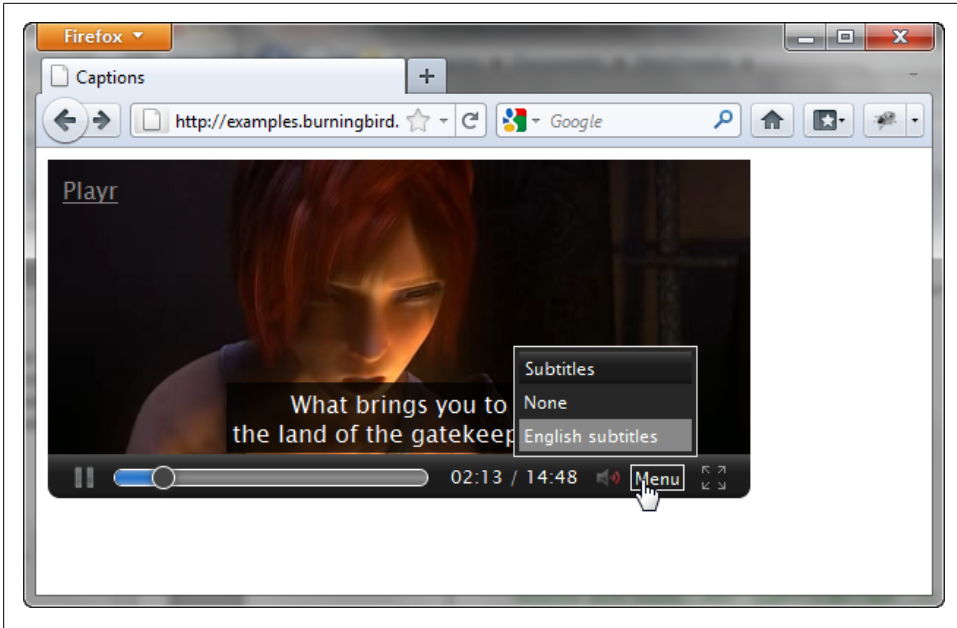 Firefox
Captions
http://examples.burningbird.
Google
Playr
Subtitles
None
English subtitles
What brings you to
the land of the gatekeep
02:13 / 14:48
Menu